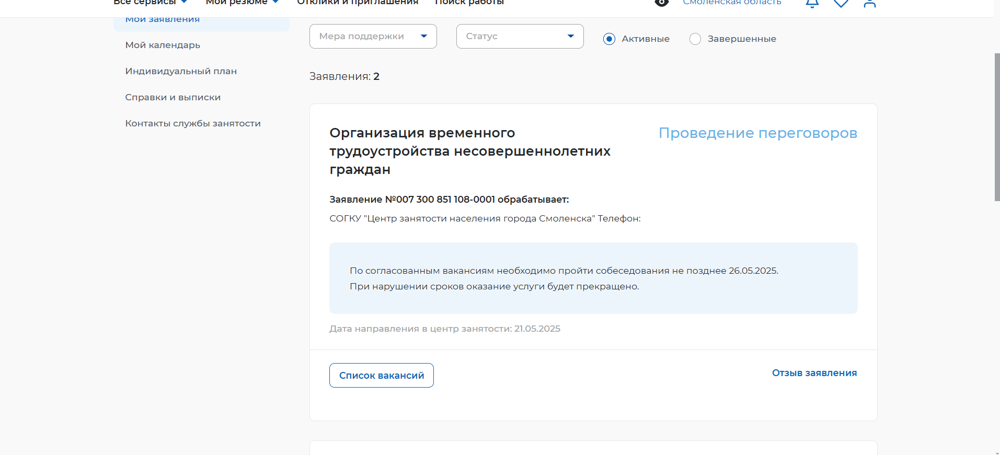 Все сервисы
Мои резюме
Отклики и приглашения
Поиск работы
Смоленская область
Мои заявления
Мой календарь
Индивидуальный план
Справки и выписки
Контакты службы занятости
Мера поддержки
Статус
Активные
Завершенные
Заявления: 2
Организация временного
трудоустройства несовершеннолетних
граждан
Проведение переговоров
Заявление №007 300 851 108-0001 обрабатывает:
СОГКУ "Центр занятости населения города Смоленска" Телефон:
По согласованным вакансиям необходимо пройти собеседования не позднее 26.05.2025.
При нарушении сроков оказание услуги будет прекращено.
Дата направления в центр занятости: 21.05.2025
Список вакансий
Отзыв заявления